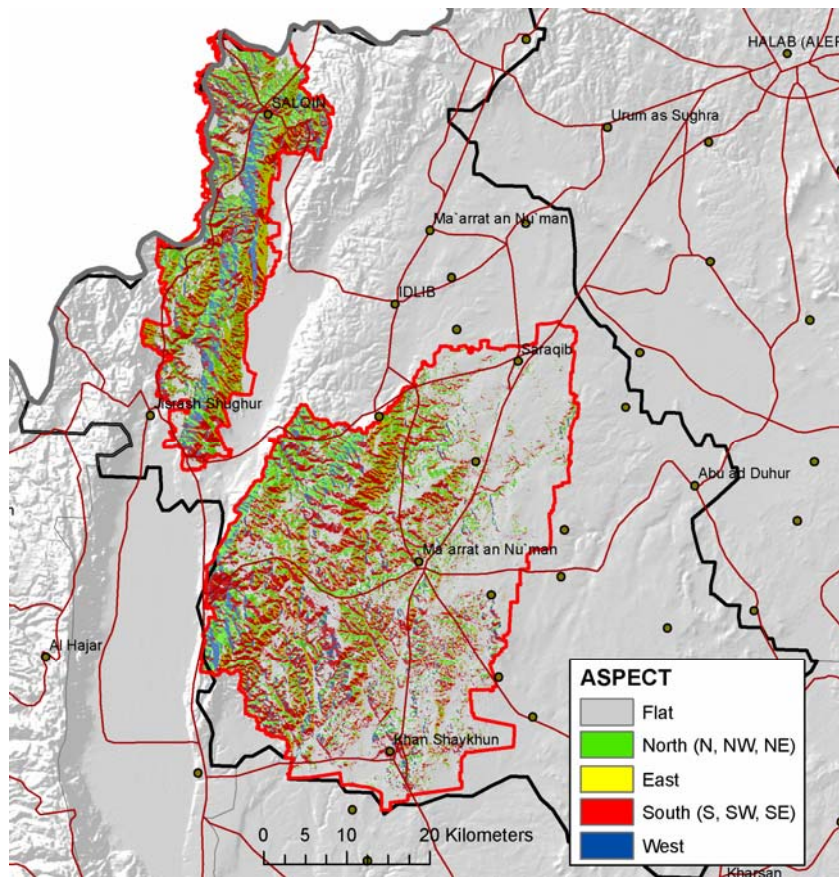 HALAB (ALEP
SALQIN
Urum as Sughra
Ma`arrat an Nu`man
IDLIB
Saraqib
Jisrash Shughur
Abu ad Duhur
Ma`arrat an Nu`man
Al Hajar
ASPECT
Flat
North (N, NW, NE)
East
South (S, SW, SE)
West
Khan Shaykhun
0 5 10 20 Kilometers
Kharsan